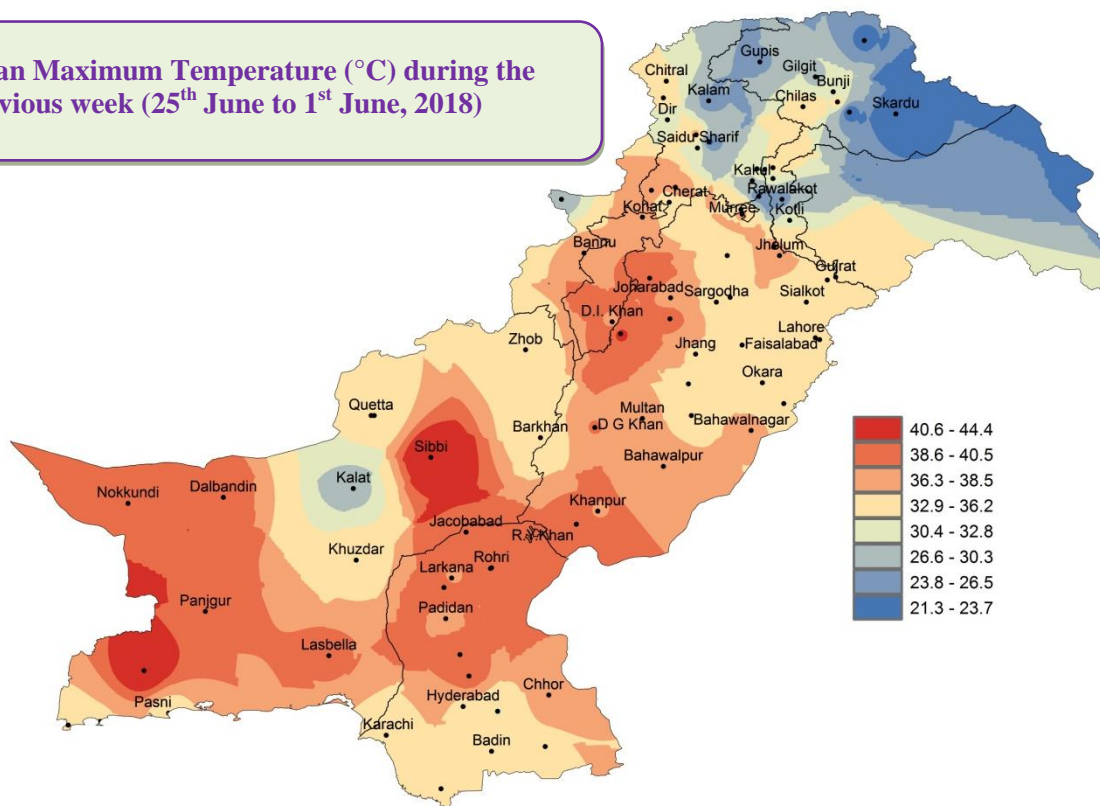 an Maximum Temperature (°C) during the
vious week (25th June to 1st June, 2018)
Gupis
Gilgit
Chitral
Bunji
Kalam
Chilas
Skardu
Dir
Saidu Sharif
Kakul
Rawalakot
Cherat
Kohat
Murree
Kotli
Bannu
Jhelum
Gujrat
Joharabad
Sargodha
Sialkot
D.I. Khan
Lahore
Zhob
Jhang
Faisalabad
Okara
Quetta
Multan
Barkhan
D G Khan
Bahawalnagar
Sibbi
Bahawalpur
Kalat
Nokkundi
Dalbandin
Khanpur
Jacobabad
R.Y.Khan
Khuzdar
Rohri
Larkana
Panjgur
Padidan
Lasbella
Pasni
Hyderabad
Chhor
Karachi
Badin
40.6 - 44.4
38.6 - 40.5
36.3 - 38.5
32.9 - 36.2
30.4 - 32.8
26.6 - 30.3
23.8 - 26.5
21.3 - 23.7